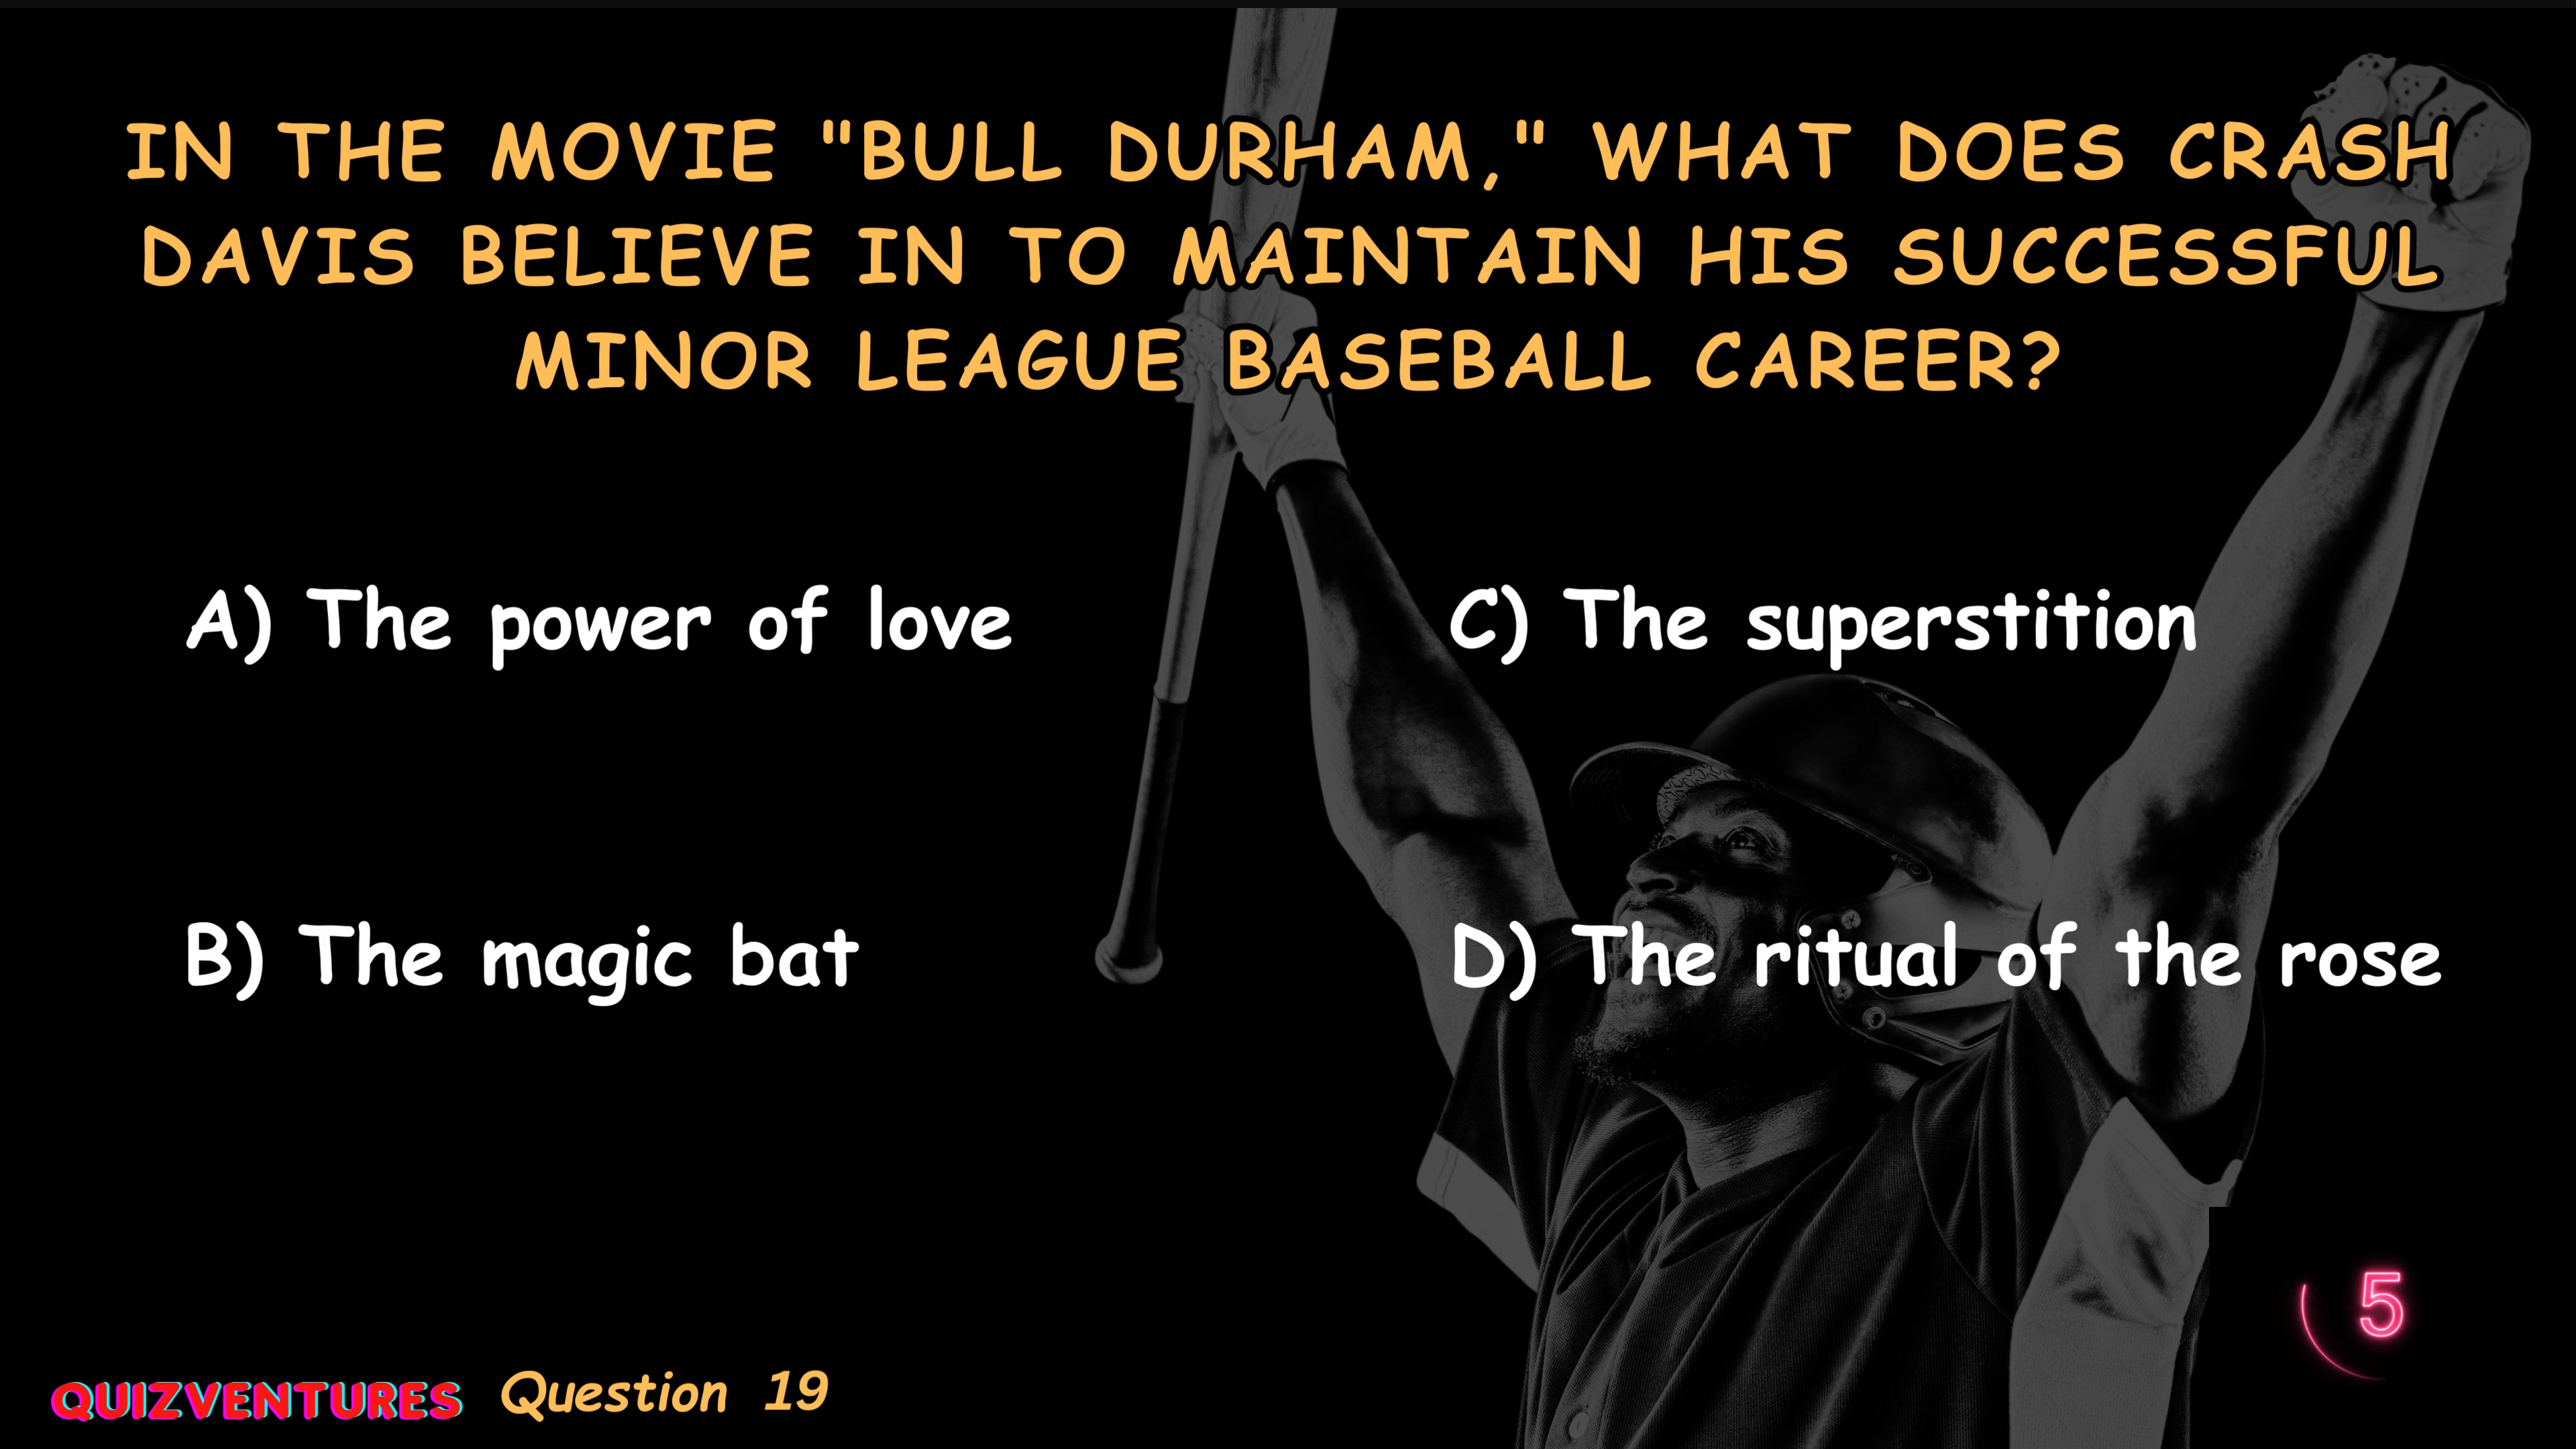 IN THE MOVIE "BULL DURHAM," WHAT DOES CRASH
DAVIS BELIEVE IN TO MAINTAIN HIS SUCCESSFUL
MINOR LEAGUE BASEBALL CAREER?
A) The power of love
B) The magic bat
C) The superstition
D) The ritual of the rose
5
QUIZVENTURES Question 19